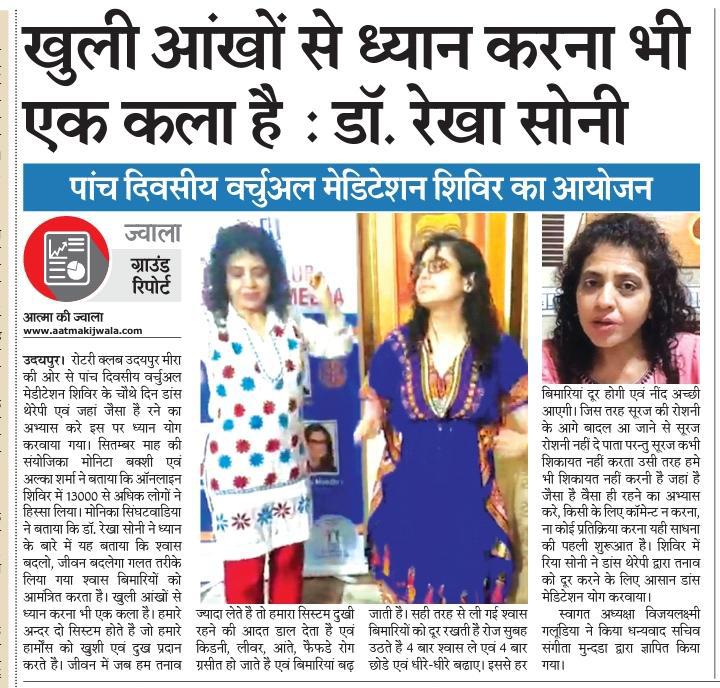 खुली आंखों से ध्यान करना भी
एक कला है : डॉ. रेखा सोनी
पांच दिवसीय वर्चुअल मेडिटेशन शिविर का आयोजन
ज्वाला
ग्राउंड
रिपोर्ट
आत्मा की ज्वाला
www.aatmakijwala.com
उदयपुर। रोटरी क्लब उदयपुर मीरा
की ओर से पांच दिवसीय वर्चुअल
मेडीटेशन शिविर के चौथे दिन डांस
थेरेपी एवं जहां जैसा है रने का
अभ्यास करे इस पर ध्यान योग
करवाया गया। सितम्बर माह की
संयोजिका मोनिटा बक्शी एवं
अल्का शर्मा ने बताया कि ऑनलाइन
शिविर में 13000 से अधिक लोगों ने
हिस्सा लिया। मोनिका सिंघटवाडिया
ने बताया कि डॉ. रेखा सोनी ने ध्यान
के बारे में यह बताया कि श्वास
बदलो, जीवन बदलेगा गलत तरीके
लिया गया श्वास बिमारियों को
आमंत्रित करता है। खुली आंखों से
ध्यान करना भी एक कला है। हमारे
अन्दर दो सिस्टम होते है जो हमारे
हार्मोंस को खुशी एवं दुख प्रदान
करते है। जीवन में जब हम तनाव
ज्यादा लेते है तो हमारा सिस्टम दुखी
रहने की आदत डाल देता है एवं
किडनी, लीवर, आंते, फैफडे रोग
ग्रसीत हो जाते है एवं बिमारियां बढ़
जाती है। सही तरह से ली गई श्वास
बिमारियों को दूर रखती है रोज सुबह
उठते है 4 बार श्वास ले एवं 4 बार
छोडे एवं धीरे-धीरे बढाए। इससे हर
बिमारियां दूर होगी एवं नींद अच्छी
आएगी। जिस तरह सूरज की रोशनी
के आगे बादल आ जाने से सूरज
रोशनी नहीं दे पाता परन्तु सूरज कभी
शिकायत नहीं करता उसी तरह हमे
भी शिकायत नहीं करनी है जहां है
जैसा है वैसा ही रहने का अभ्यास
करे, किसी के लिए कॉमेन्ट न करना,
ना कोई प्रतिक्रिया करना यही साधना
की पहली शुरूआत है। शिविर में
रिया सोनी ने डांस थेरेपी द्वारा तनाव
को दूर करने के लिए आसान डांस
मेडिटेशन योग करवाया।
स्वागत अध्यक्षा विजयलक्ष्मी
गलूंडिया ने किया धन्यवाद सचिव
संगीता मुन्दडा द्वारा ज्ञापित किया
गया।